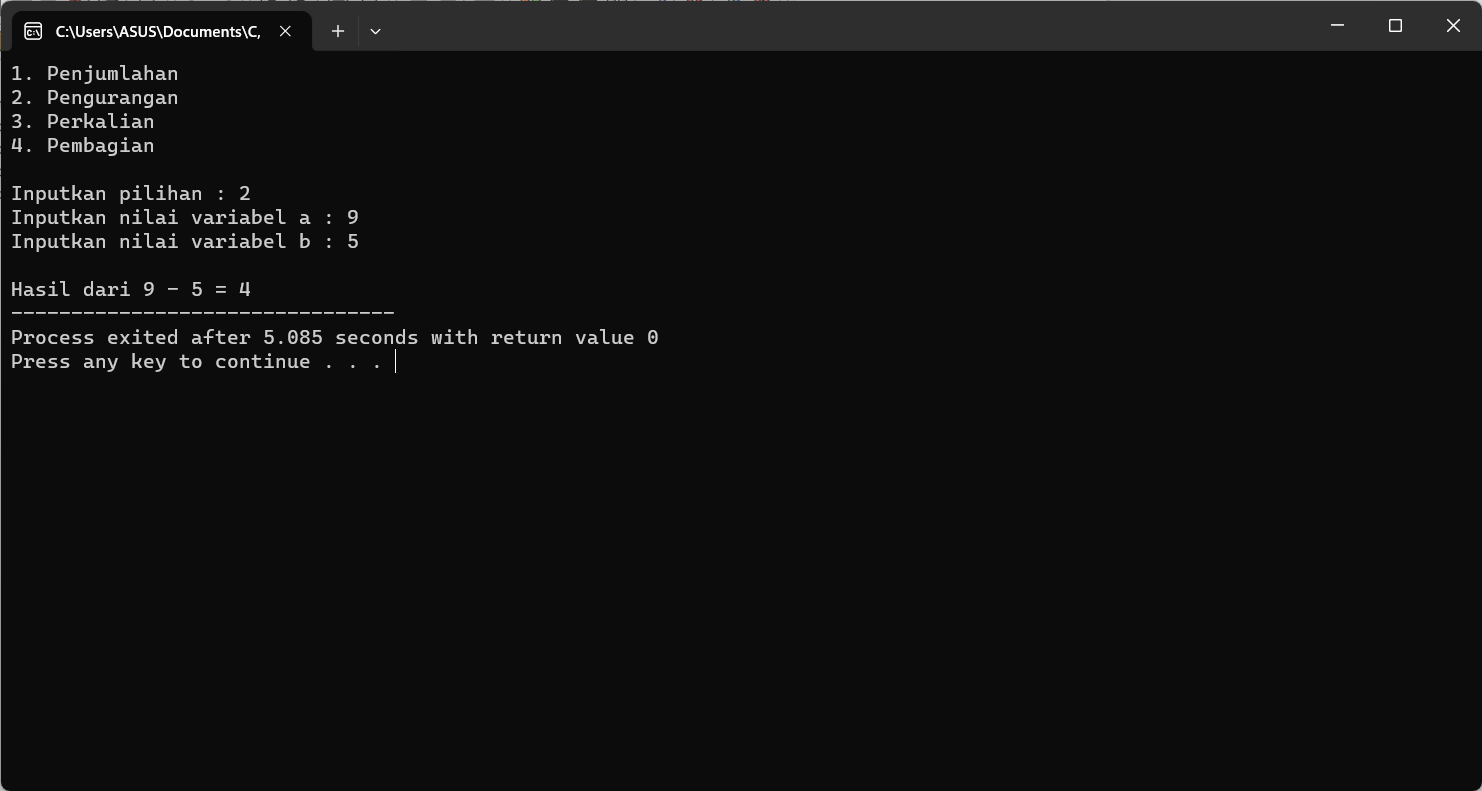 C:\Users\ASUS\Documents\C,
1. Penjumlahan
2. Pengurangan
3. Perkalian
4. Pembagian
Inputkan pilihan : 2
Inputkan nilai variabel a : 9
Inputkan nilai variabel b : 5
Hasil dari 9 - 5 = 4
--------------------------------
Process exited after 5.085 seconds with return value 0
Press any key to continue . . .